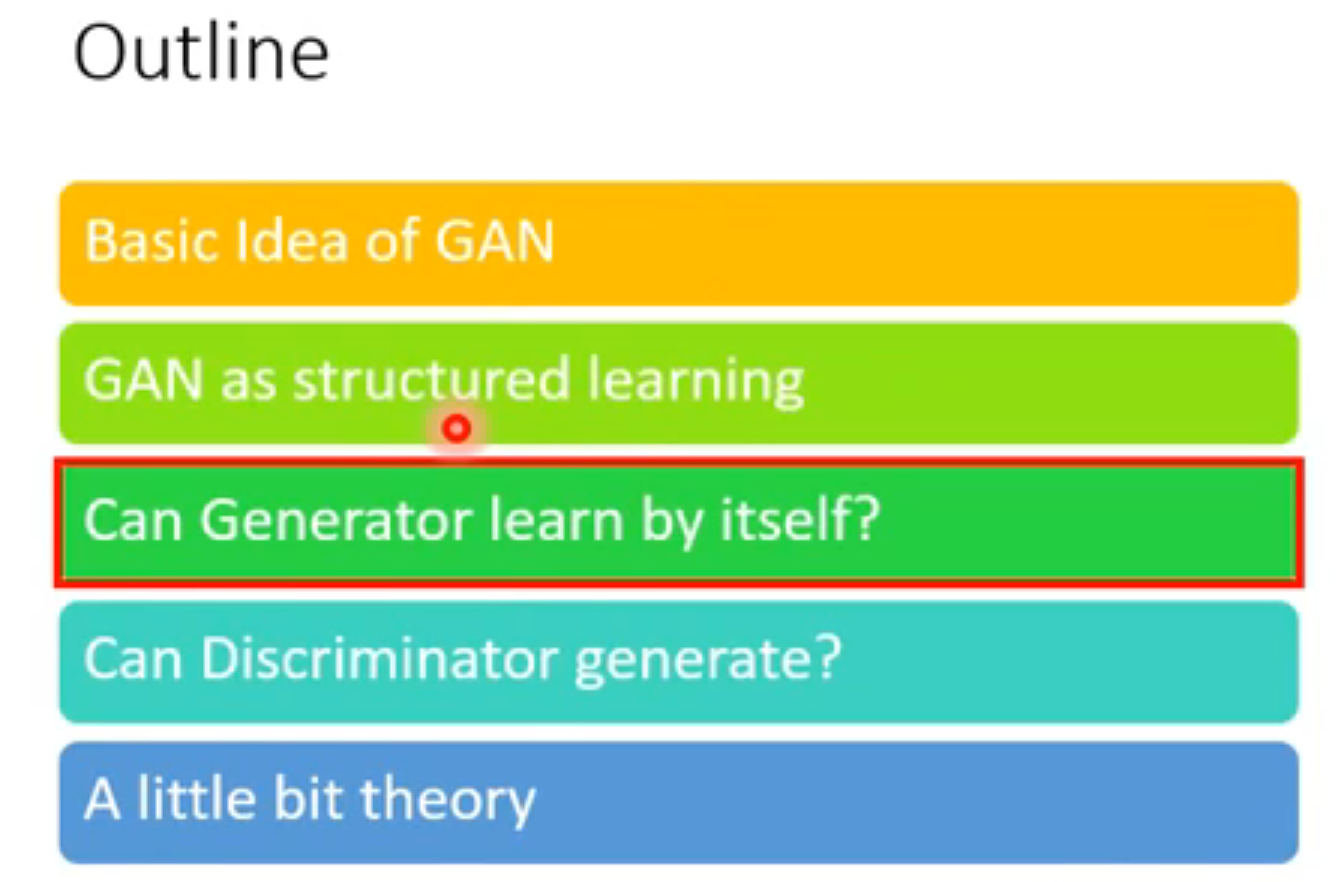 Outline
Basic Idea of GAN
GAN as structured learning
Can Generator learn by itself?
Can Discriminator generate?
A little bit theory